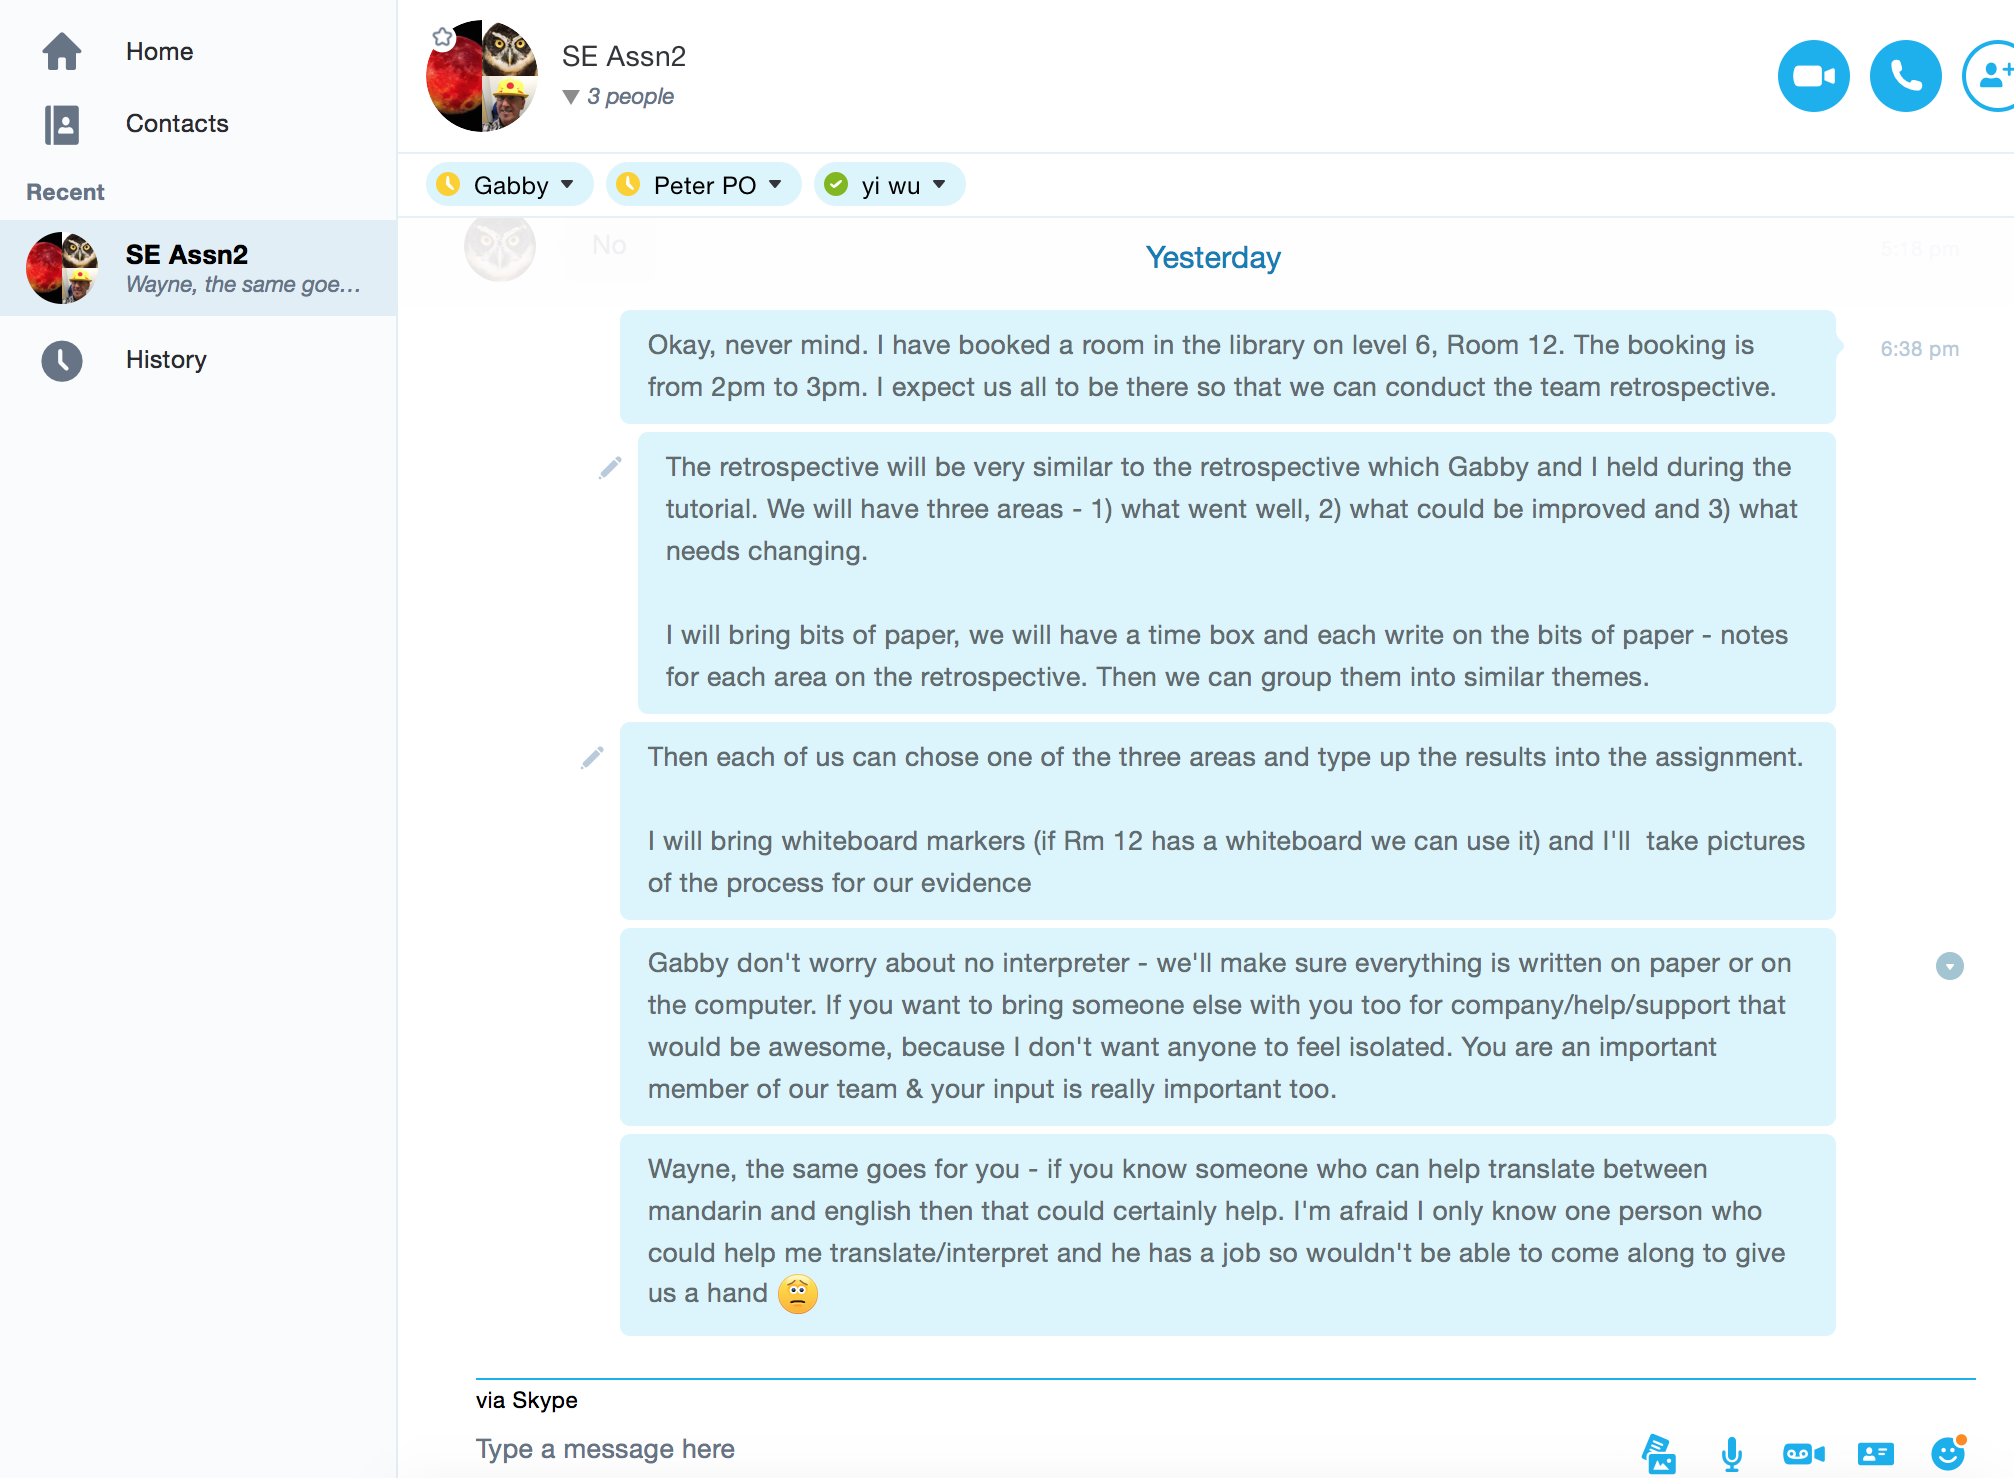 Home
Contacts
Recent
SE Assn2
Wayne, the same goe...
History
SE Assn2
3 people
Gabby
Peter PO
yi wu
No
Yesterday
5:18 pm
Okay, never mind. I have booked a room in the library on level 6, Room 12. The booking is
from 2pm to 3pm. I expect us all to be there so that we can conduct the team retrospective.
6:38 pm
The retrospective will be very similar to the retrospective which Gabby and I held during the
tutorial. We will have three areas - 1) what went well, 2) what could be improved and 3) what
needs changing.
I will bring bits of paper, we will have a time box and each write on the bits of paper - notes
for each area on the retrospective. Then we can group them into similar themes.
Then each of us can chose one of the three areas and type up the results into the assignment.
I will bring whiteboard markers (if Rm 12 has a whiteboard we can use it) and I'll  take pictures
of the process for our evidence
Gabby don't worry about no interpreter - we'll make sure everything is written on paper or on
the computer. If you want to bring someone else with you too for company/help/support that
would be awesome, because I don't want anyone to feel isolated. You are an important
member of our team & your input is really important too.
Wayne, the same goes for you - if you know someone who can help translate between
mandarin and english then that could certainly help. I'm afraid I only know one person who
could help me translate/interpret and he has a job so wouldn't be able to come along to give
us a hand
via Skype
Type a message here